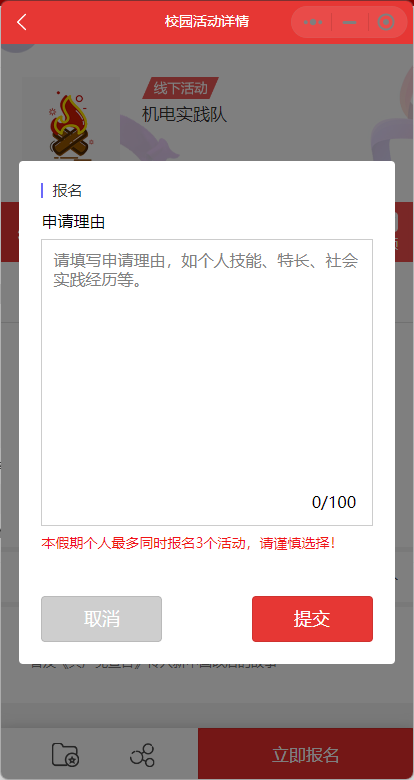 校园活动详情
线下活动
机电实践队
报名
申请理由
请填写申请理由，如个人技能、特长、社会
实践经历等。
0/100
本假期个人最多同时报名3个活动，请谨慎选择！
取消
提交
立即报名